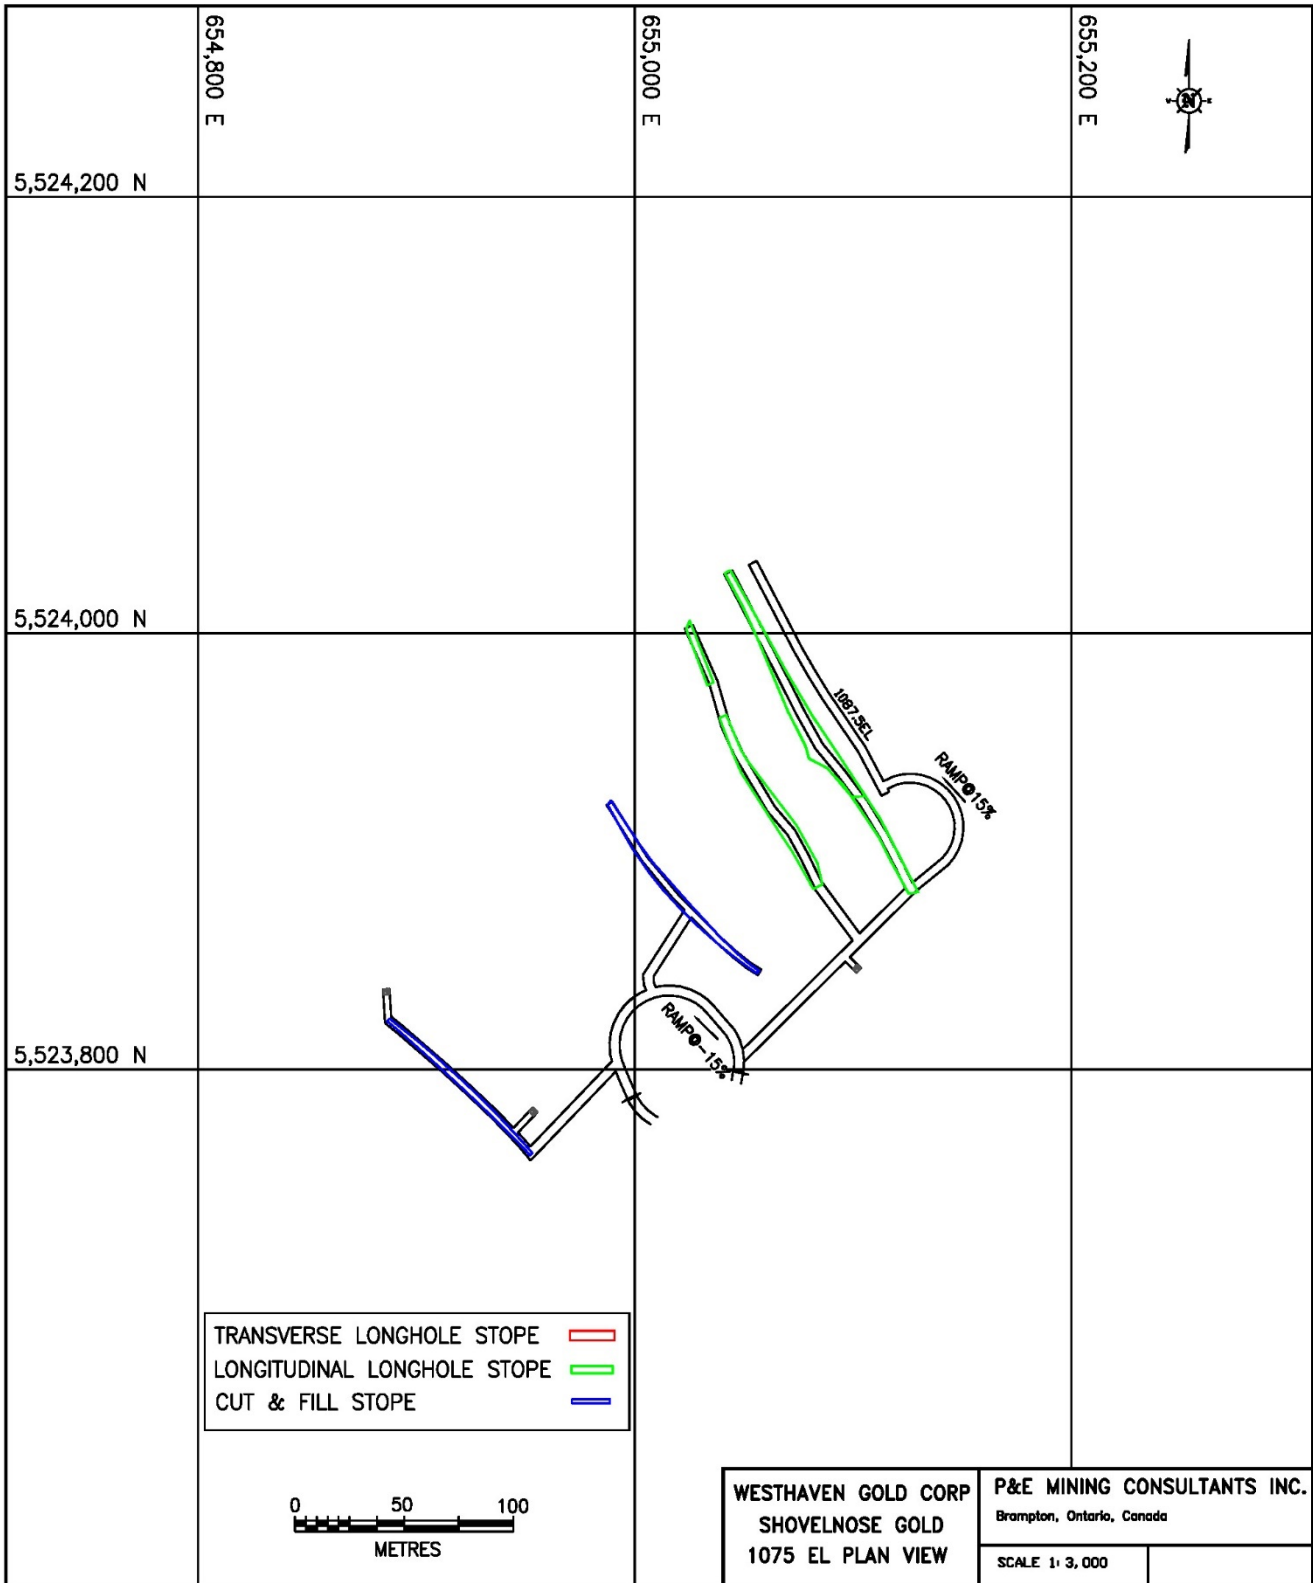 654,800 E
655,000 E
655,200 E
N
5,524,200 N
5,524,000 N
1087.5EL
RAMP@15%
5,523,800 N
RAMP@-15%
TRANSVERSE LONGHOLE STOPE
LONGITUDINAL LONGHOLE STOPE
CUT & FILL STOPE
0 50 100
METRES
WESTHAVEN GOLD CORP
SHOVELNOSE GOLD
1075 EL PLAN VIEW
P&E MINING CONSULTANTS INC.
Brampton, Ontario, Canada
SCALE 1:3,000